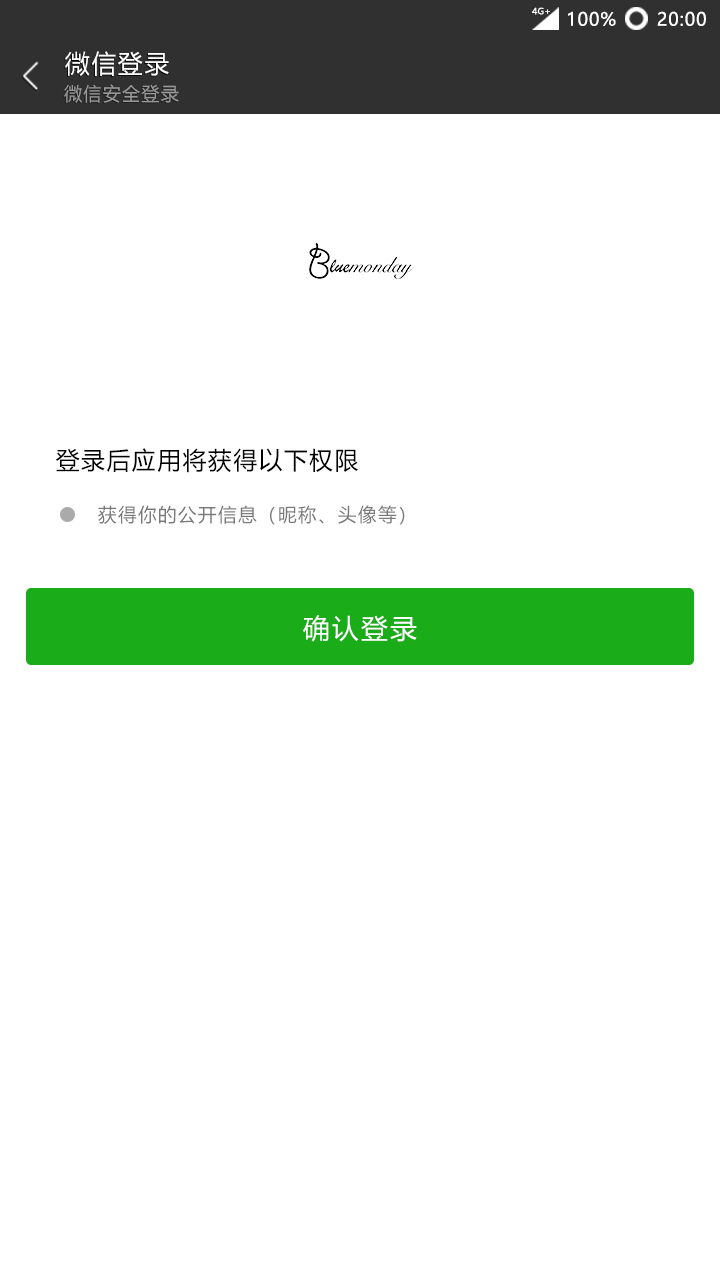 4G+ 100% 20:00
微信登录
微信安全登录
Bluemonday
登录后应用将获得以下权限
获得你的公开信息（昵称、头像等）
确认登录